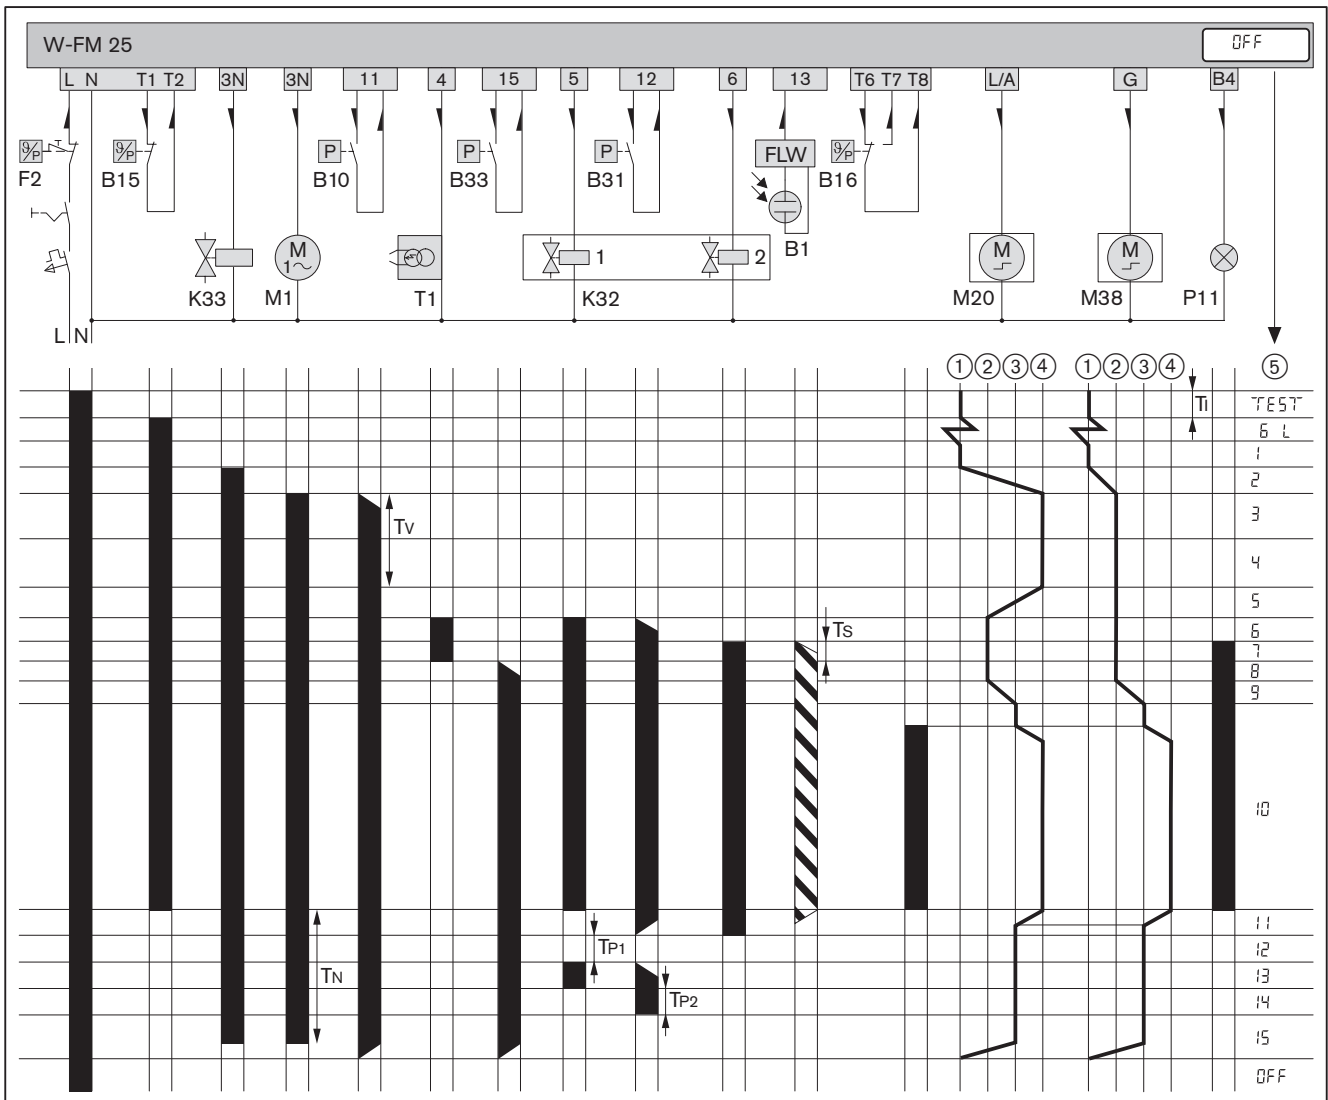 W-FM 25
OFF
L N T1 T2 3N 3N 11 4 15 5 12 6 13 T6 T7 T8 L/A G B4
ϑ/P ϑ/P P P P FLW ϑ/P
F2 B15 B10 B33 B31 B16
B1
M 1~ 1 2 M M
K33 M1 T1 K32 M20 M38 P11
L N
1 2 3 4 1 2 3 4 5
TI TEST
6 L
1
2
3
TV
4
5
TS 6
7
8
9
10
11
TP1 12
TN 13
TP2 14
15
OFF